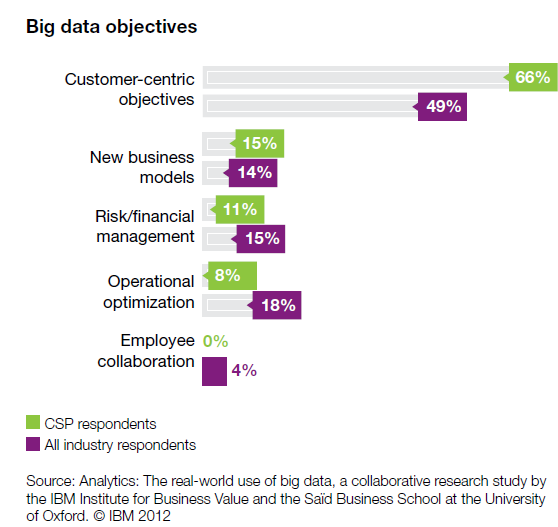 Big data objectives
Customer-centric
objectives
66%
49%
New business
models
15%
14%
Risk/financial
management
11%
15%
Operational
optimization
8%
18%
Employee
collaboration
0%
4%
CSP respondents
All industry respondents
Source: Analytics: The real-world use of big data, a collaborative research study by
the IBM Institute for Business Value and the Saïd Business School at the University
of Oxford. © IBM 2012